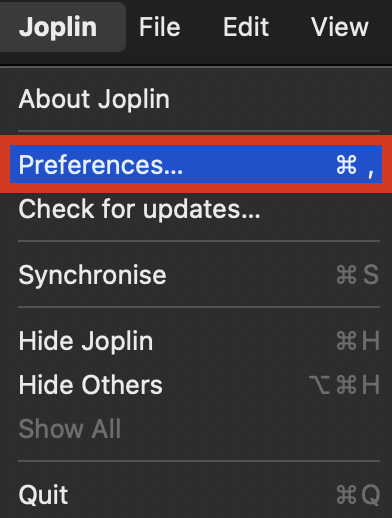 Joplin File Edit View
About Joplin
Preferences... ⌘ ,
Check for updates...
Synchronise ⌘ S
Hide Joplin ⌘ H
Hide Others ⌥ ⌘ H
Show All
Quit ⌘ Q